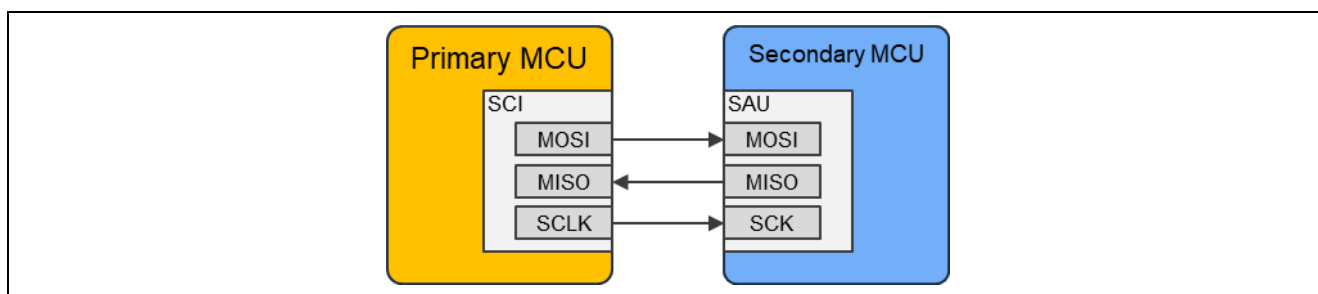 Primary MCU
SCI
MOSI
MISO
SCLK
Secondary MCU
SAU
MOSI
MISO
SCK